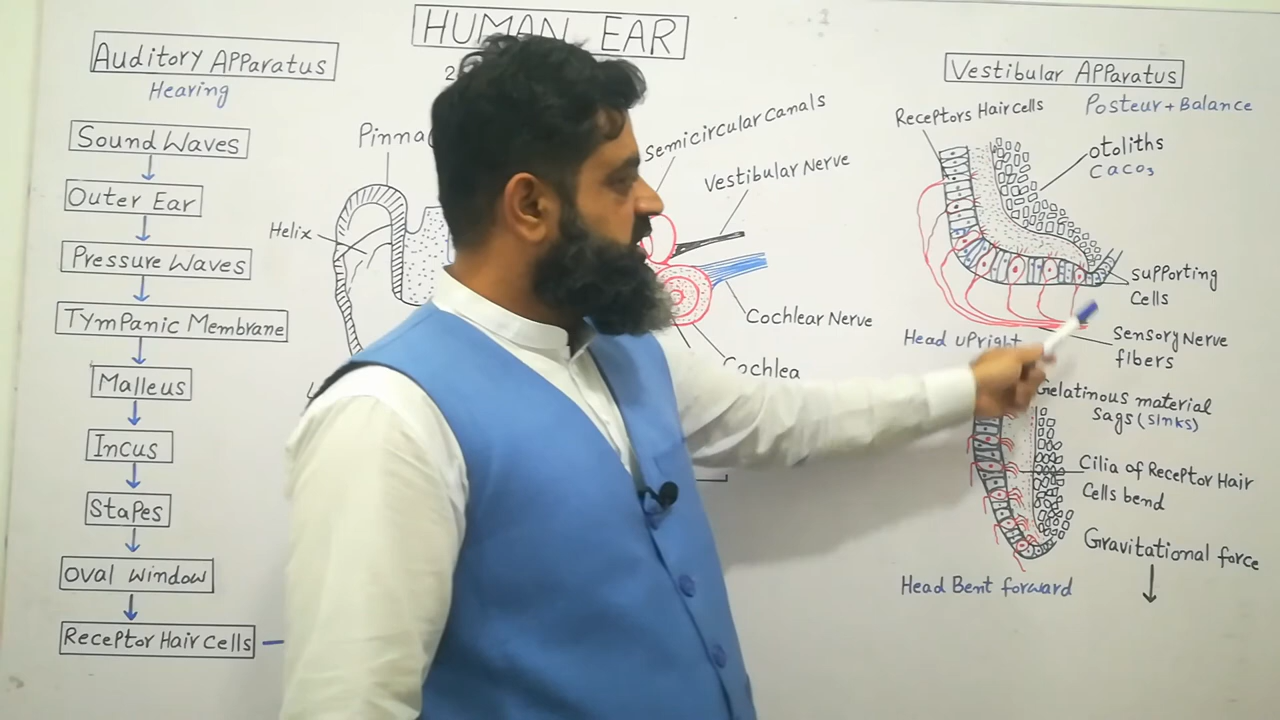 HUMAN EAR
Auditory APParatus
Hearing
Sound Waves
Outer Ear
Pressure Waves
Tympanic Membrane
Malleus
Incus
Stapes
Oval window
Receptor Hair cells
2
Pinna
Helix
Semicircular Canals
Vestibular Nerve
Cochlear Nerve
Cochlea
Vestibular APParatus
Posteur + Balance
Receptors Hair cells
otoliths
CaCO₃
supporting
Cells
Sensory Nerve
fibers
Head upright
Gelatinous material
Sags (sinks)
Cilia of Receptor Hair
Cells bend
Gravitational force
Head Bent forward